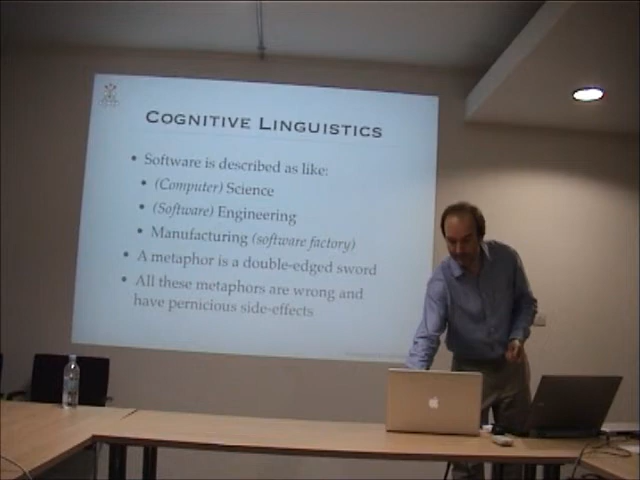 COGNITIVE LINGUISTICS
• Software is described as like:
• (Computer) Science
• (Software) Engineering
• Manufacturing (software factory)
• A metaphor is a double-edged sword
• All these metaphors are wrong and
have pernicious side-effects